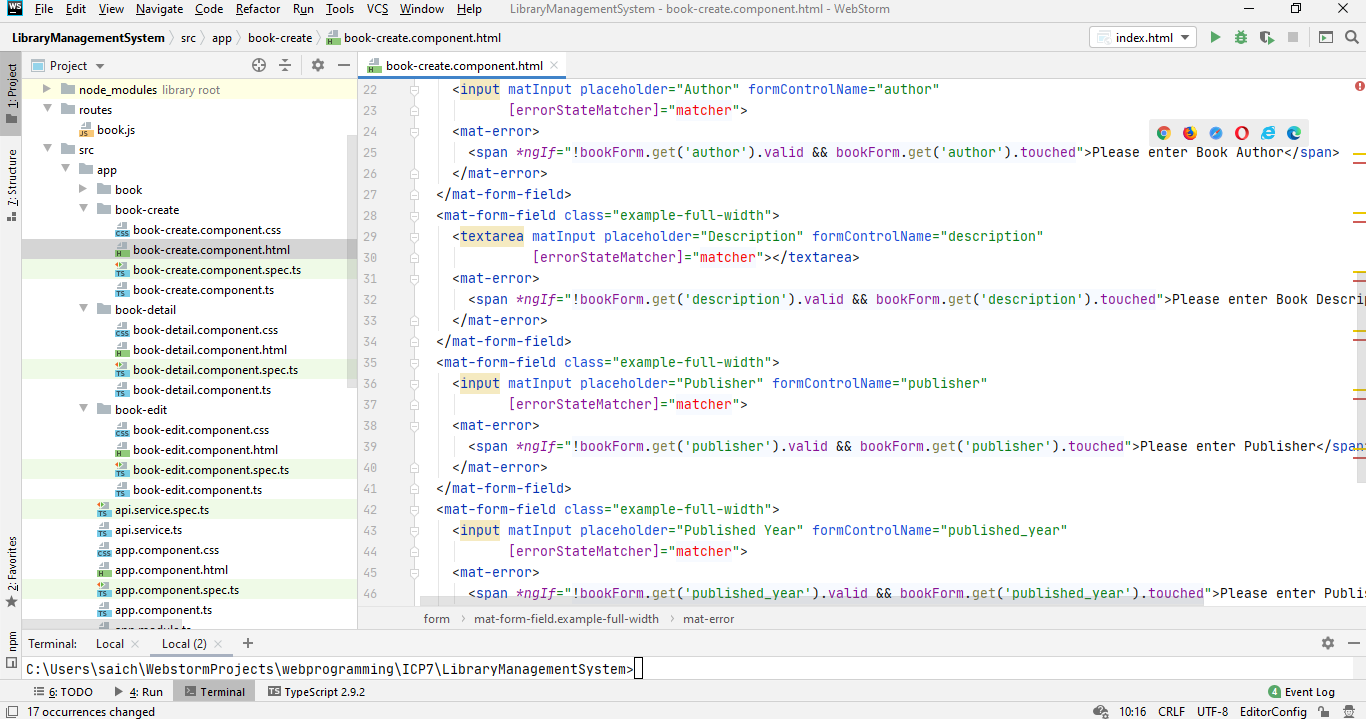 WS File Edit View Navigate Code Refactor Run Tools VCS Window Help LibraryManagementSystem - book-create.component.html - WebStorm
LibraryManagementSystem src app book-create book-create.component.html index.html
1: Project
Z: Structure
2: Favorites
npm
Project
node_modules library root
routes
book.js
src
app
book
book-create
book-create.component.css
book-create.component.html
book-create.component.spec.ts
book-create.component.ts
book-detail
book-detail.component.css
book-detail.component.html
book-detail.component.spec.ts
book-detail.component.ts
book-edit
book-edit.component.css
book-edit.component.html
book-edit.component.spec.ts
book-edit.component.ts
api.service.spec.ts
api.service.ts
app.component.css
app.component.html
app.component.spec.ts
app.component.ts
app.module.ts
book-create.component.html
22 <input matInput placeholder="Author" formControlName="author"
23 [errorStateMatcher]="matcher">
24 <mat-error>
25 <span *ngIf="!bookForm.get('author').valid && bookForm.get('author').touched">Please enter Book Author</span>
26 </mat-error>
27 </mat-form-field>
28 <mat-form-field class="example-full-width">
29 <textarea matInput placeholder="Description" formControlName="description"
30 [errorStateMatcher]="matcher"></textarea>
31 <mat-error>
32 <span *ngIf="!bookForm.get('description').valid && bookForm.get('description').touched">Please enter Book Descrip
33 </mat-error>
34 </mat-form-field>
35 <mat-form-field class="example-full-width">
36 <input matInput placeholder="Publisher" formControlName="publisher"
37 [errorStateMatcher]="matcher">
38 <mat-error>
39 <span *ngIf="!bookForm.get('publisher').valid && bookForm.get('publisher').touched">Please enter Publisher</span>
40 </mat-error>
41 </mat-form-field>
42 <mat-form-field class="example-full-width">
43 <input matInput placeholder="Published Year" formControlName="published_year"
44 [errorStateMatcher]="matcher">
45 <mat-error>
46 <span *ngIf="!bookForm.get('published_year').valid && bookForm.get('published_year').touched">Please enter Publis
form mat-form-field.example-full-width mat-error
Terminal: Local Local (2)
C:\Users\saich\WebstormProjects\webprogramming\ICP7\LibraryManagementSystem>
6: TODO 4: Run Terminal TypeScript 2.9.2 4 Event Log
17 occurrences changed 10:16 CRLF UTF-8 EditorConfig